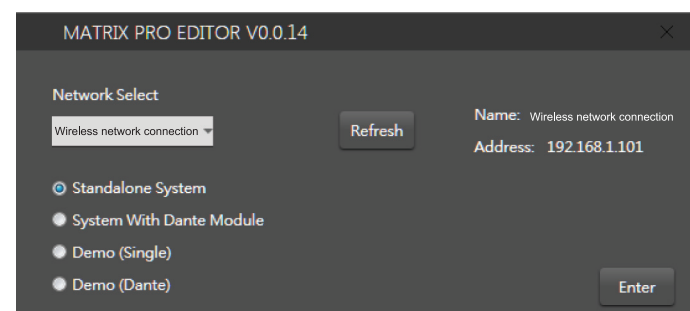 MATRIX PRO EDITOR V0.0.14
Network Select
Wireless network connection
Refresh
Name: Wireless network connection
Address: 192.168.1.101
Standalone System
System With Dante Module
Demo (Single)
Demo (Dante)
Enter